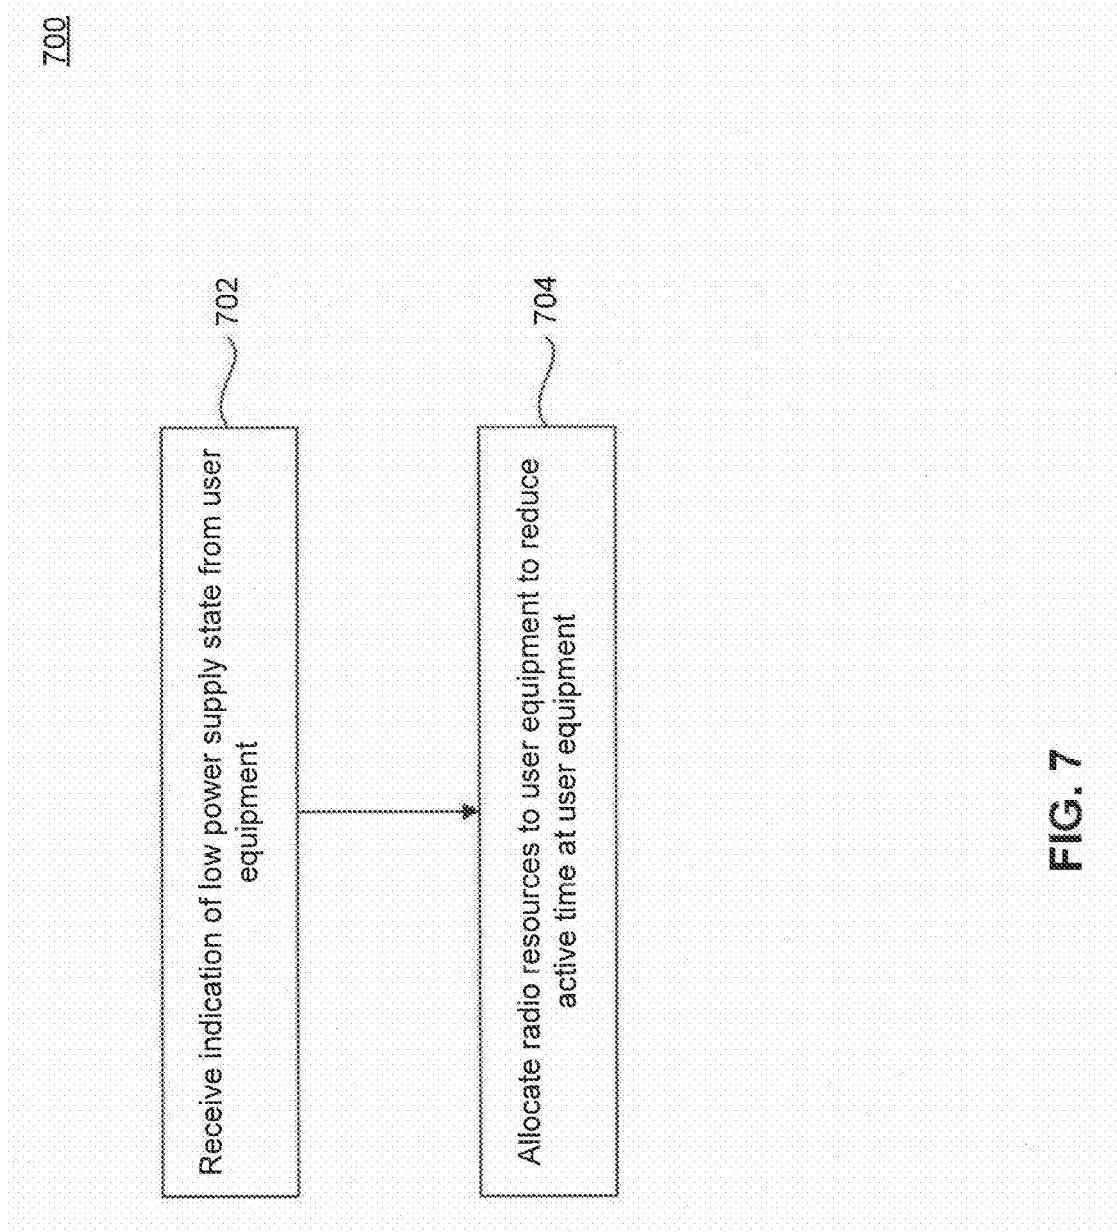 700
Receive indication of low power supply state from user
equipment
702
Allocate radio resources to user equipment to reduce
active time at user equipment
704
FIG. 7